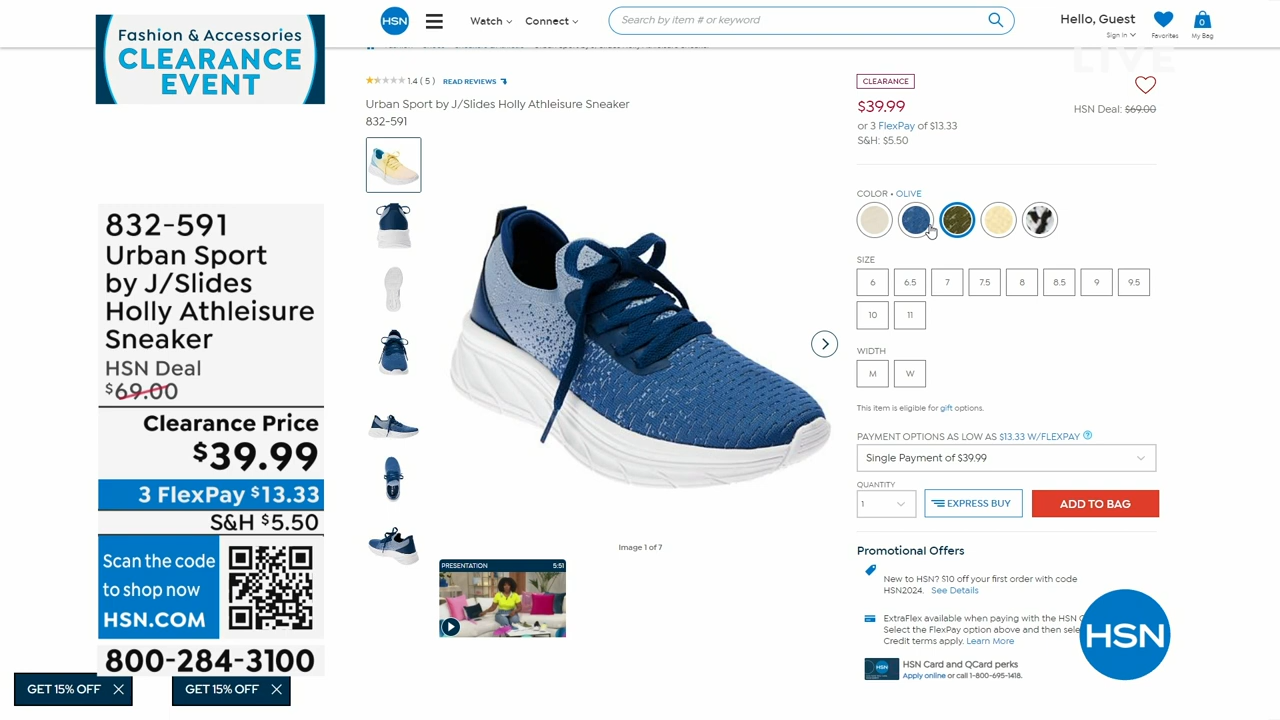 Fashion & Accessories
CLEARANCE
EVENT
HSN
Watch
Connect
Search by item # or keyword
Hello, Guest
Sign In
Favorites
0
My Bag
LIVE
1.4 ( 5 )
READ REVIEWS
Urban Sport by J/Slides Holly Athleisure Sneaker
832-591
CLEARANCE
$39.99
HSN Deal: $69.00
or 3 FlexPay of $13.33
S&H: $5.50
COLOR • OLIVE
SIZE
6
6.5
7
7.5
8
8.5
9
9.5
10
11
WIDTH
M
W
This item is eligible for gift options.
PAYMENT OPTIONS AS LOW AS $13.33 W/FLEXPAY
Single Payment of $39.99
QUANTITY
1
EXPRESS BUY
ADD TO BAG
Image 1 of 7
PRESENTATION
5:51
Promotional Offers
New to HSN? $10 off your first order with code
HSN2024. See Details
ExtraFlex available when paying with the HSN
Select the FlexPay option above and then
Credit terms apply. Learn More
HSN
HSN Card and QCard perks
Apply online or call 1-800-695-1418.
HSN
832-591
Urban Sport
by J/Slides
Holly Athleisure
Sneaker
HSN Deal
$69.00
Clearance Price
$39.99
3 FlexPay $13.33
S&H $5.50
Scan the code
to shop now
HSN.COM
800-284-3100
GET 15% OFF
GET 15% OFF